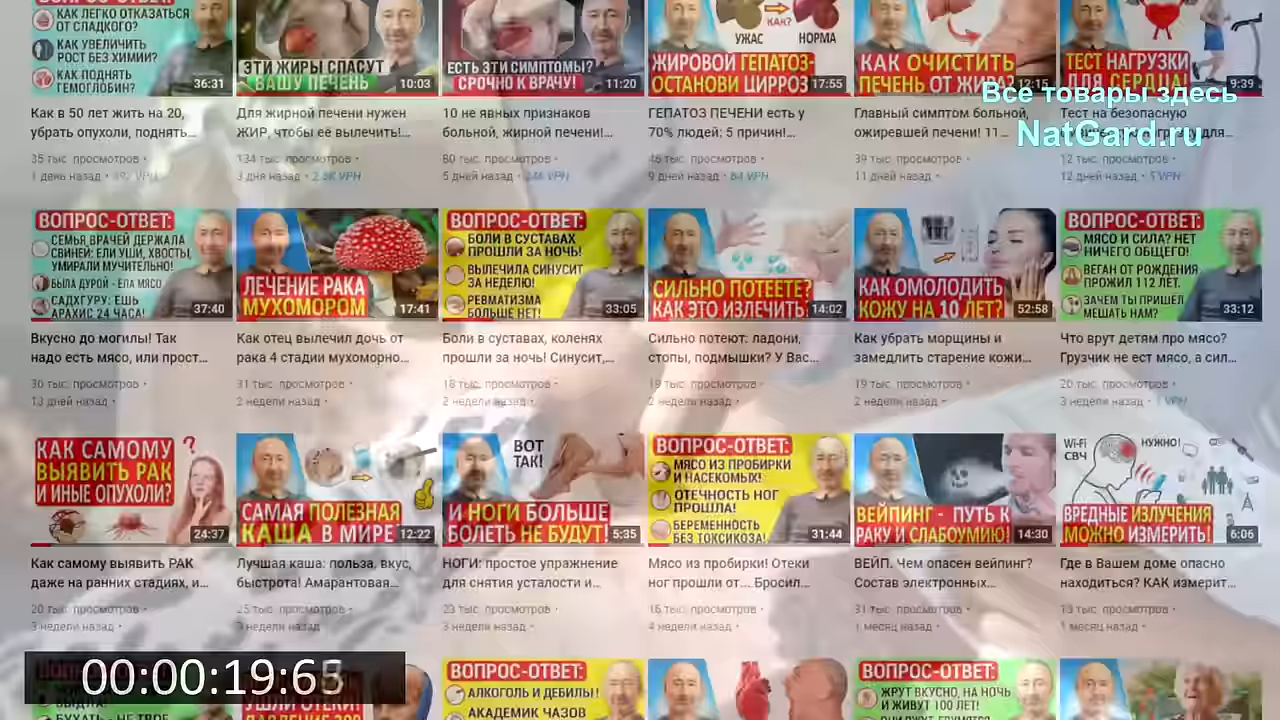 КАК ЛЕГКО ОТКАЗАТЬСЯ
ОТ СЛАДКОГО?
КАК УВЕЛИЧИТЬ
РОСТ БЕЗ ХИМИИ?
КАК ПОДНЯТЬ
ГЕМОГЛОБИН?
36:31
ЭТИ ЖИРЫ СПАСУТ
ВАШУ ПЕЧЕНЬ
10:03
ЕСТЬ ЭТИ СИМПТОМЫ?
СРОЧНО К ВРАЧУ!
11:20
КАК?
УЖАС НОРМА
ЖИРОВОЙ ГЕПАТОЗ-
ОСТАНОВИ ЦИРРОЗ
17:55
КАК ОЧИСТИТЬ
ПЕЧЕНЬ ОТ ЖИРА?
12:15
ТЕСТ НАГРУЗКИ
ДЛЯ СЕРДЦА!
9:39
Все товары здесь
NatGard.ru
Как в 50 лет жить на 20,
убрать опухоли, поднять...
35 тыс. просмотров •
1 день назад •
Для жирной печени нужен
ЖИР, чтобы её вылечить!...
134 тыс. просмотров •
3 дня назад •
10 не явных признаков
больной, жирной печени!...
80 тыс. просмотров •
5 дней назад •
ГЕПАТОЗ ПЕЧЕНИ есть у
70% людей: 5 причин!...
46 тыс. просмотров •
9 дней назад •
Главный симптом больной,
ожиревшей печени! 11...
39 тыс. просмотров •
11 дней назад •
Тест на безопасную
12 тыс. просмотров •
12 дней назад •
ВОПРОС-ОТВЕТ:
СЕМЬЯ ВРАЧЕЙ ДЕРЖАЛА
СВИНЕЙ: ЕЛИ УШИ, ХВОСТЫ,
УМИРАЛИ МУЧИТЕЛЬНО!
БЫЛА ДУРОЙ - ЕЛА МЯСО
САДХГУРУ: ЕШЬ
АРАХИС 24 ЧАСА!
37:40
ЛЕЧЕНИЕ РАКА
МУХОМОРОМ
17:41
ВОПРОС-ОТВЕТ:
БОЛИ В СУСТАВАХ
ПРОШЛИ ЗА НОЧЬ!
ВЫЛЕЧИЛА СИНУСИТ
ЗА НЕДЕЛЮ!
РЕВМАТИЗМА
БОЛЬШЕ НЕТ!
33:05
СИЛЬНО ПОТЕЕТЕ?
КАК ЭТО ИЗЛЕЧИТЬ
14:02
КАК ОМОЛОДИТЬ
КОЖУ НА 10 ЛЕТ?
52:58
ВОПРОС-ОТВЕТ:
МЯСО И СИЛА? НЕТ
НИЧЕГО ОБЩЕГО!
ВЕГАН ОТ РОЖДЕНИЯ
ПРОЖИЛ 112 ЛЕТ.
ЗАЧЕМ ТЫ ПРИШЕЛ
МЕШАТЬ НАМ?
33:12
Вкусно до могилы! Так
надо есть мясо, или прост...
30 тыс. просмотров •
13 дней назад •
Как отец вылечил дочь от
рака 4 стадии мухоморно...
31 тыс. просмотров •
2 недели назад •
Боли в суставах, коленях
прошли за ночь! Синусит,...
18 тыс. просмотров •
2 недели назад •
Сильно потеют: ладони,
стопы, подмышки? У Вас...
19 тыс. просмотров •
2 недели назад •
Как убрать морщины и
замедлить старение кожи...
19 тыс. просмотров •
2 недели назад •
Что врут детям про мясо?
Грузчик не ест мясо, а сил...
20 тыс. просмотров •
3 недели назад •
КАК САМОМУ
ВЫЯВИТЬ РАК
И ИНЫЕ ОПУХОЛИ?
24:37
САМАЯ ПОЛЕЗНАЯ
КАША В МИРЕ
12:22
ВОТ
ТАК!
И НОГИ БОЛЬШЕ
БОЛЕТЬ НЕ БУДУТ!
5:35
ВОПРОС-ОТВЕТ:
МЯСО ИЗ ПРОБИРКИ
И НАСЕКОМЫХ!
ОТЕЧНОСТЬ НОГ
ПРОШЛА!
БЕРЕМЕННОСТЬ
БЕЗ ТОКСИКОЗА!
31:44
ВЕЙПИНГ - ПУТЬ К
РАКУ И СЛАБОУМИЮ!
14:30
Wi-Fi
СВЧ
НУЖНО!
ВРЕДНЫЕ ИЗЛУЧЕНИЯ
МОЖНО ИЗМЕРИТЬ!
6:06
Как самому выявить РАК
даже на ранних стадиях, и...
20 тыс. просмотров •
3 недели назад •
Лучшая каша: польза, вкус,
быстрота! Амарантовая...
25 тыс. просмотров •
3 недели назад •
НОГИ: простое упражнение
для снятия усталости и...
23 тыс. просмотров •
3 недели назад •
Мясо из пробирки! Отеки
ног прошли от... Бросил...
16 тыс. просмотров •
4 недели назад •
ВЕЙП. Чем опасен вейпинг?
Состав электронных...
31 тыс. просмотров •
1 месяц назад •
Где в Вашем доме опасно
находиться? КАК измерит...
13 тыс. просмотров •
1 месяц назад •
ВОПРОС-ОТВЕТ:
АЛКОГОЛЬ И ДЕБИЛЫ!
АКАДЕМИК ЧАЗОВ
ВОПРОС-ОТВЕТ:
ЖРУТ ВКУСНО, НА НОЧЬ
И ЖИВУТ 100 ЛЕТ!